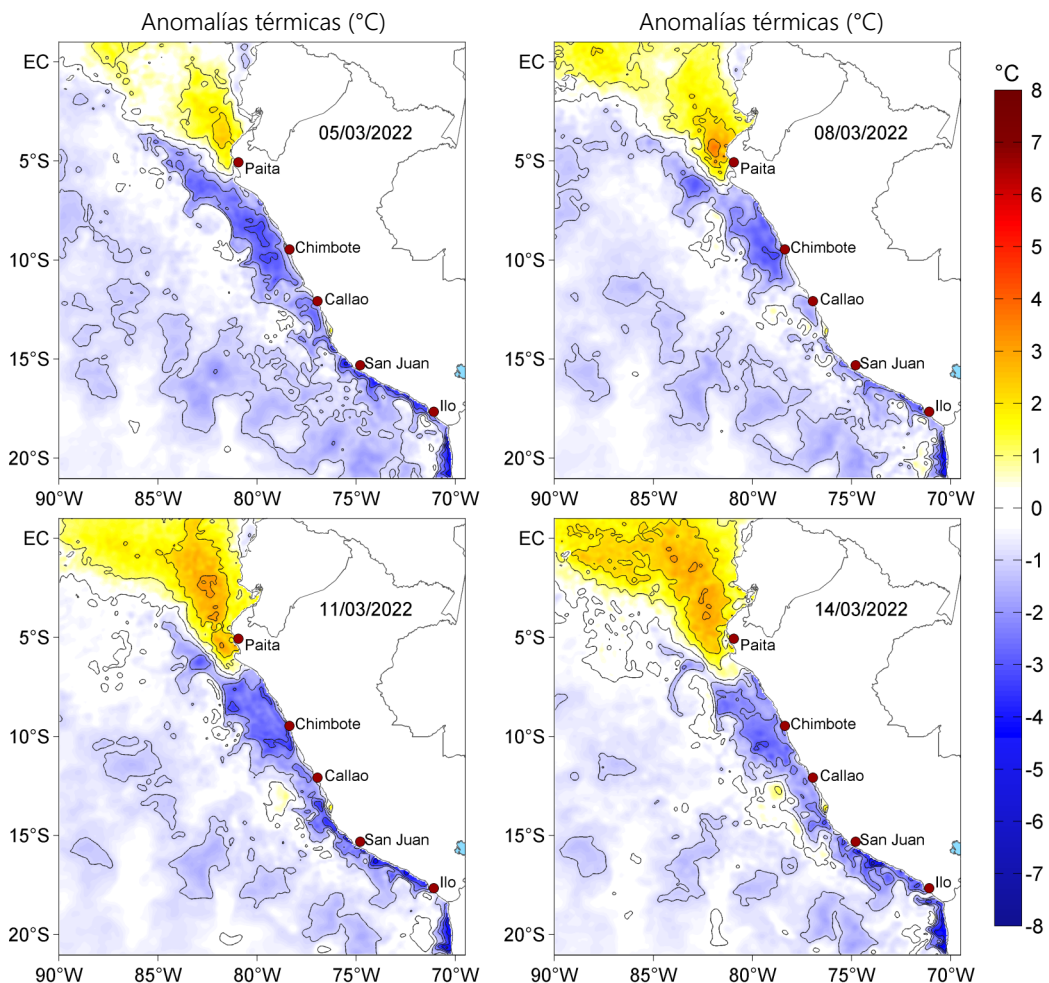 Anomalías térmicas (°C)
Anomalías térmicas (°C)
EC
5°S
10°S
15°S
20°S
90°W
85°W
80°W
75°W
70°W
05/03/2022
Paita
Chimbote
Callao
San Juan
Ilo
EC
5°S
10°S
15°S
20°S
90°W
85°W
80°W
75°W
70°W
08/03/2022
Paita
Chimbote
Callao
San Juan
Ilo
EC
5°S
10°S
15°S
20°S
90°W
85°W
80°W
75°W
70°W
11/03/2022
Paita
Chimbote
Callao
San Juan
Ilo
EC
5°S
10°S
15°S
20°S
90°W
85°W
80°W
75°W
70°W
14/03/2022
Paita
Chimbote
Callao
San Juan
Ilo
°C
8
7
6
5
4
3
2
1
0
-1
-2
-3
-4
-5
-6
-7
-8